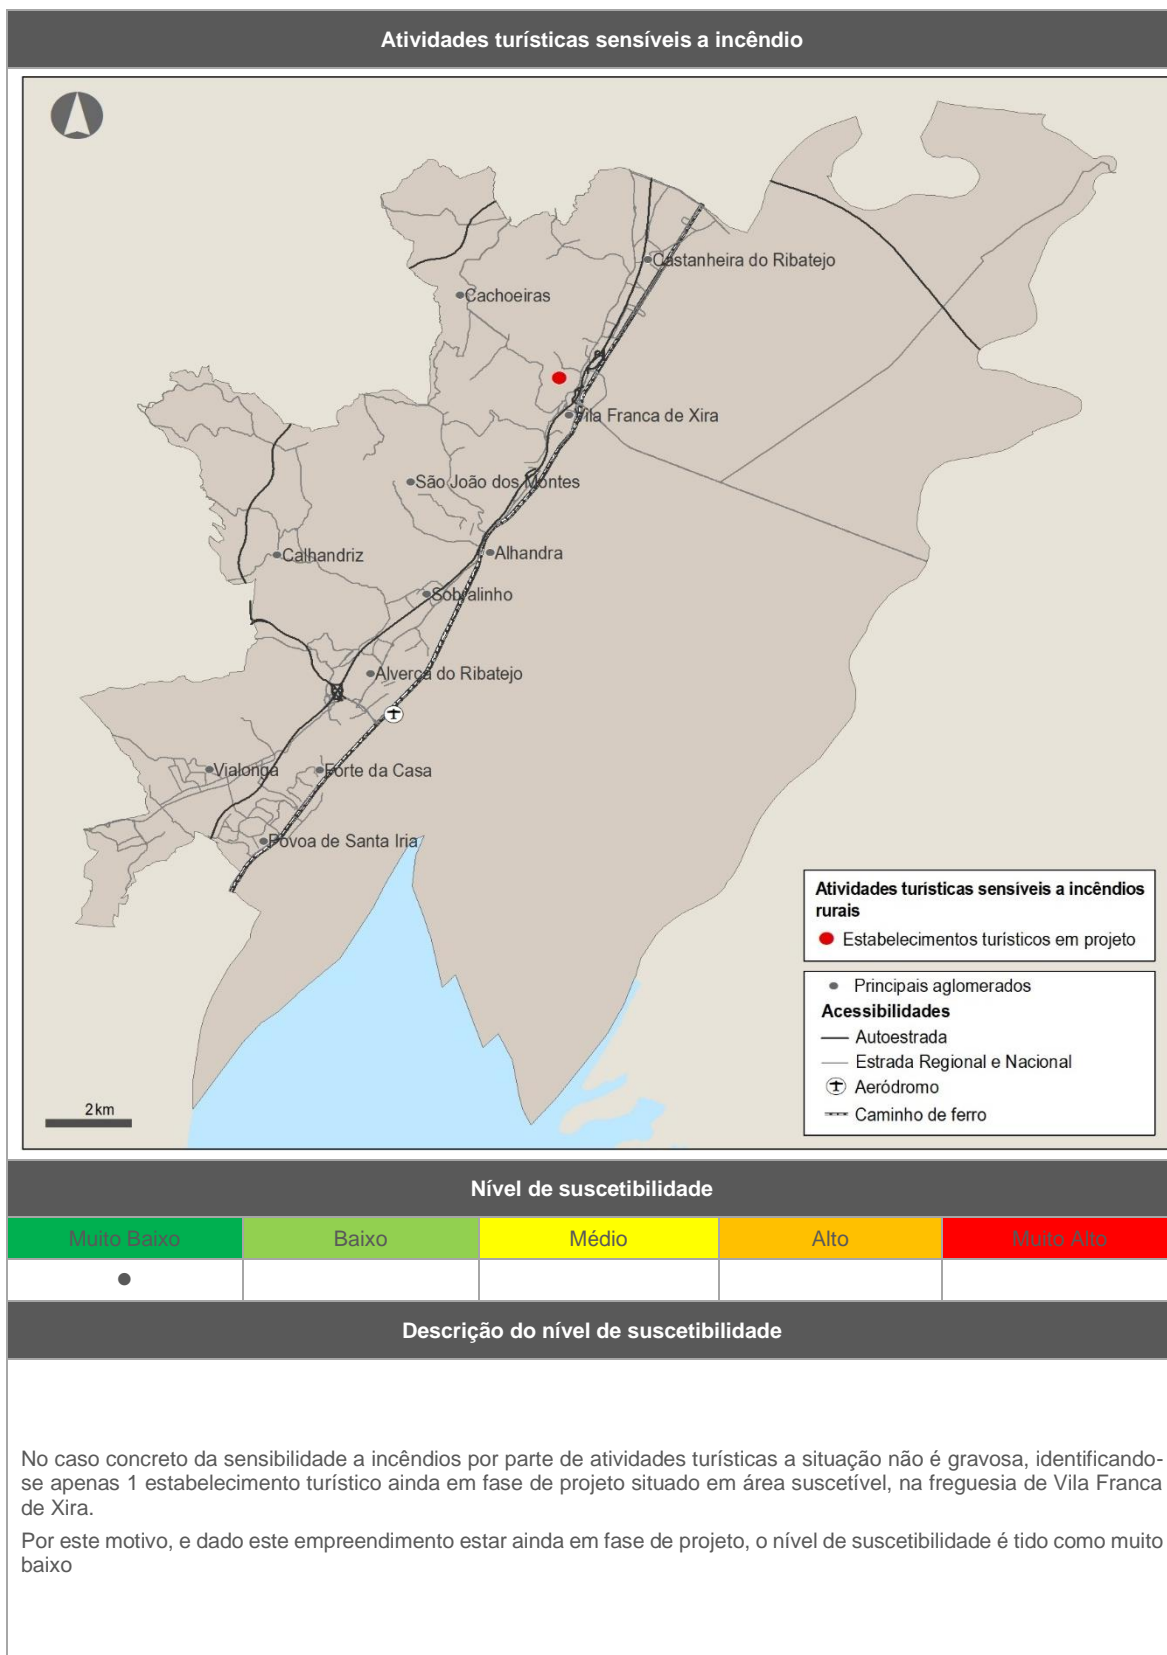 Atividades turísticas sensíveis a incêndio
Castanheira do Ribatejo
Cachoeiras
Vila Franca de Xira
São João dos Montes
Alhandra
Calhandriz
Sobralinho
Alverca do Ribatejo
Vialonga
Forte da Casa
Póvoa de Santa Iria
2 km
Atividades turísticas sensíveis a incêndios
rurais
Estabelecimentos turísticos em projeto
Principais aglomerados
Acessibilidades
Autoestrada
Estrada Regional e Nacional
Aeródromo
Caminho de ferro
Nível de suscetibilidade
Muito Baixo Baixo Médio Alto Muito Alto
Descrição do nível de suscetibilidade
No caso concreto da sensibilidade a incêndios por parte de atividades turísticas a situação não é gravosa, identificando-
se apenas 1 estabelecimento turístico ainda em fase de projeto situado em área suscetível, na freguesia de Vila Franca
de Xira.
Por este motivo, e dado este empreendimento estar ainda em fase de projeto, o nível de suscetibilidade é tido como muito
baixo